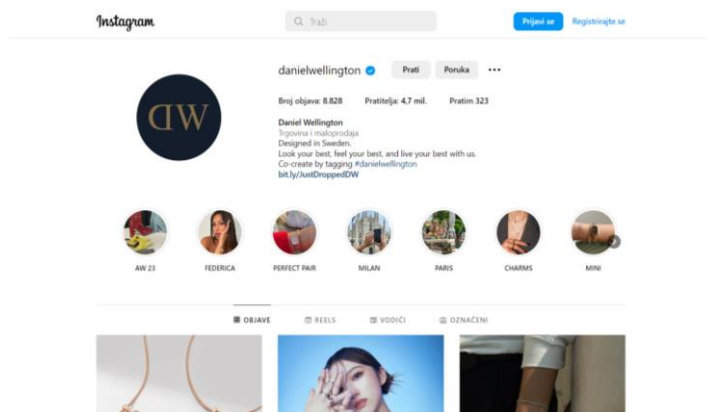 Instagram
Traži
Prijavi se
Registrirajte se
danielwellington
Prati
Poruka
Broj objava: 8.828 Pratitelja: 4,7 mil. Pratim 323
DW
Daniel Wellington
Trgovina i maloprodaja
Designed in Sweden.
Look your best, feel your best, and live your best with us.
Co-create by tagging #danielwellington
bit.ly/JustDroppedDW
AW 23 FEDERICA PERFECT PAIR MILAN PARIS CHARMS MINI
OBJAVE REELS VODIČI OZNAČENI